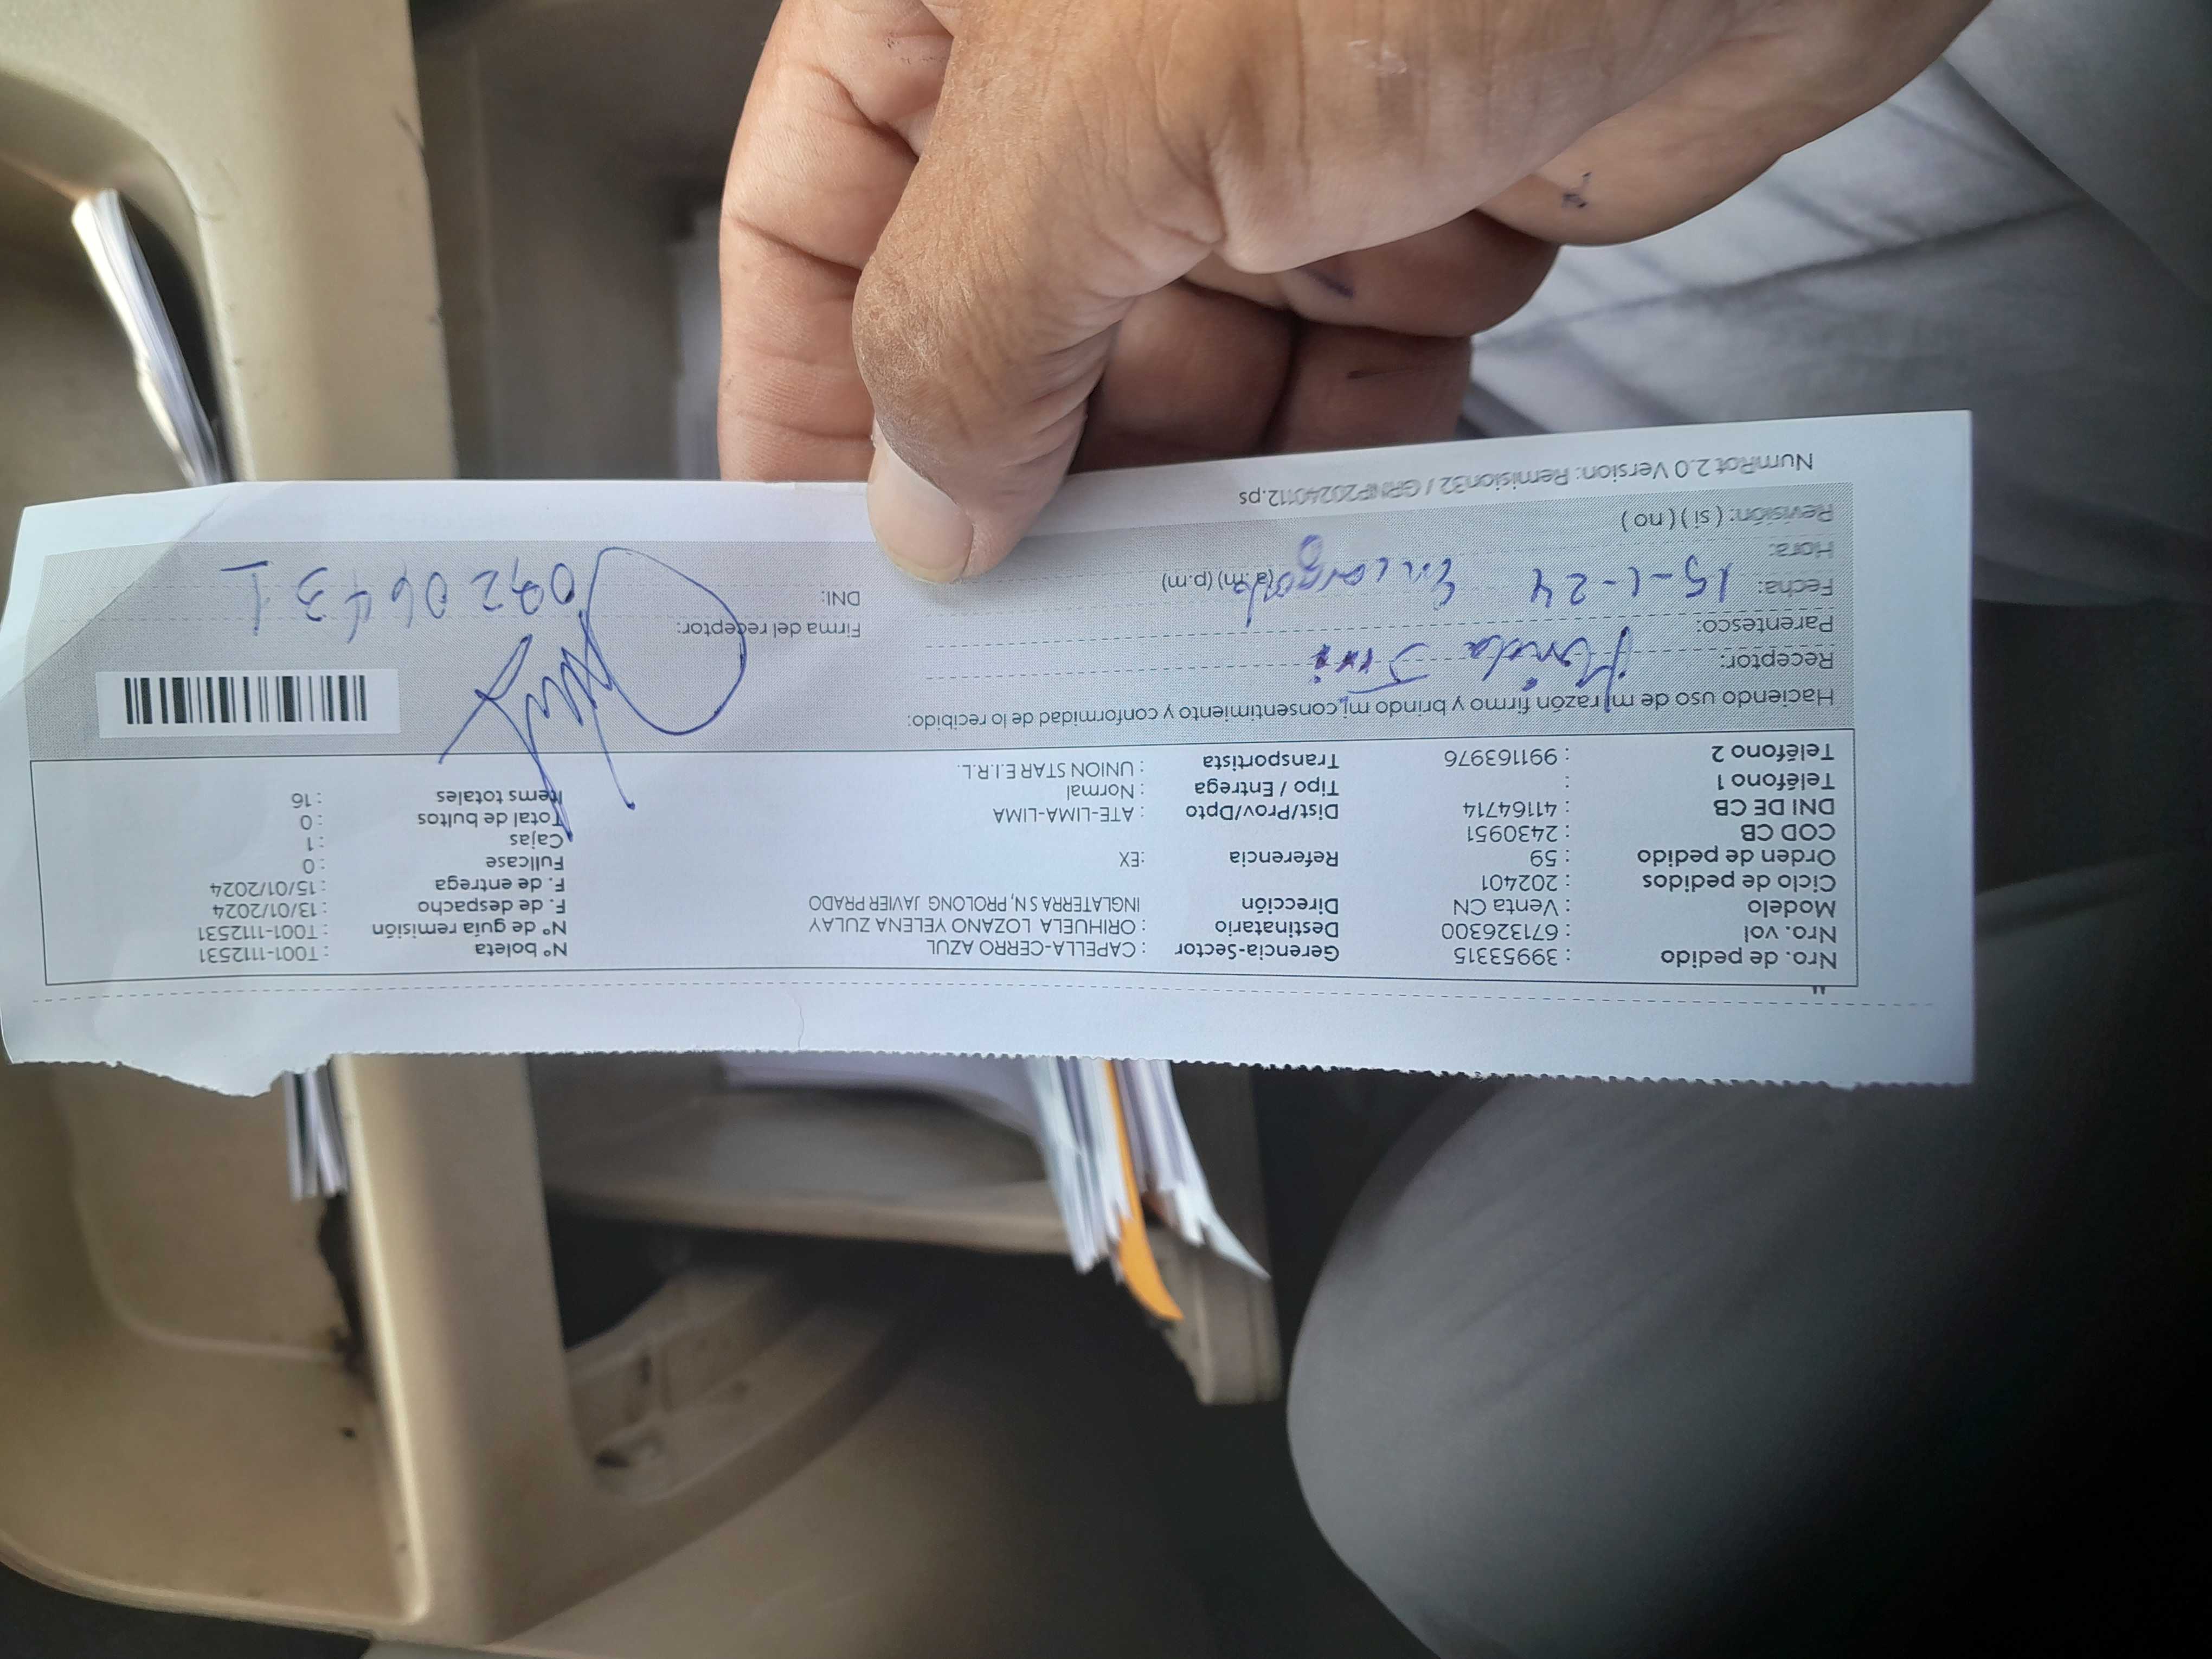 Nro. de pedido : 39953315 Gerencia-Sector : CAPELLA-CERRO AZUL Nº boleta : T001-1112531
Nro. vol : 671326300 Destinatario : ORIHUELA LOZANO YELENA ZULAY Nº de guía remisión : T001-1112531
Modelo : Venta CN Dirección INGLATERRA S N, PROLONG JAVIER PRADO F. de despacho : 13/01/2024
Ciclo de pedidos : 202401 F. de entrega : 15/01/2024
Orden de pedido : 59 Referencia :EX Fullcase : 0
COD CB : 2430951 Cajas : 1
DNI DE CB : 41164714 Dist/Prov/Dpto : ATE-LIMA-LIMA Total de bultos : 0
Teléfono 1 : Tipo / Entrega : Normal Items totales : 16
Teléfono 2 : 991163976 Transportista : UNION STAR E.I.R.L.
Haciendo uso de mi razón firmo y brindo mi consentimiento y conformidad de lo recibido:
Receptor:
Parentesco: Firma del receptor:
Fecha: 15-1-24 Encargada DNI:
Hora: (a.m) (p.m)
Revisión: ( si ) ( no )
NumRot 2.0 Version: Remision32 / GRNP20240112.ps